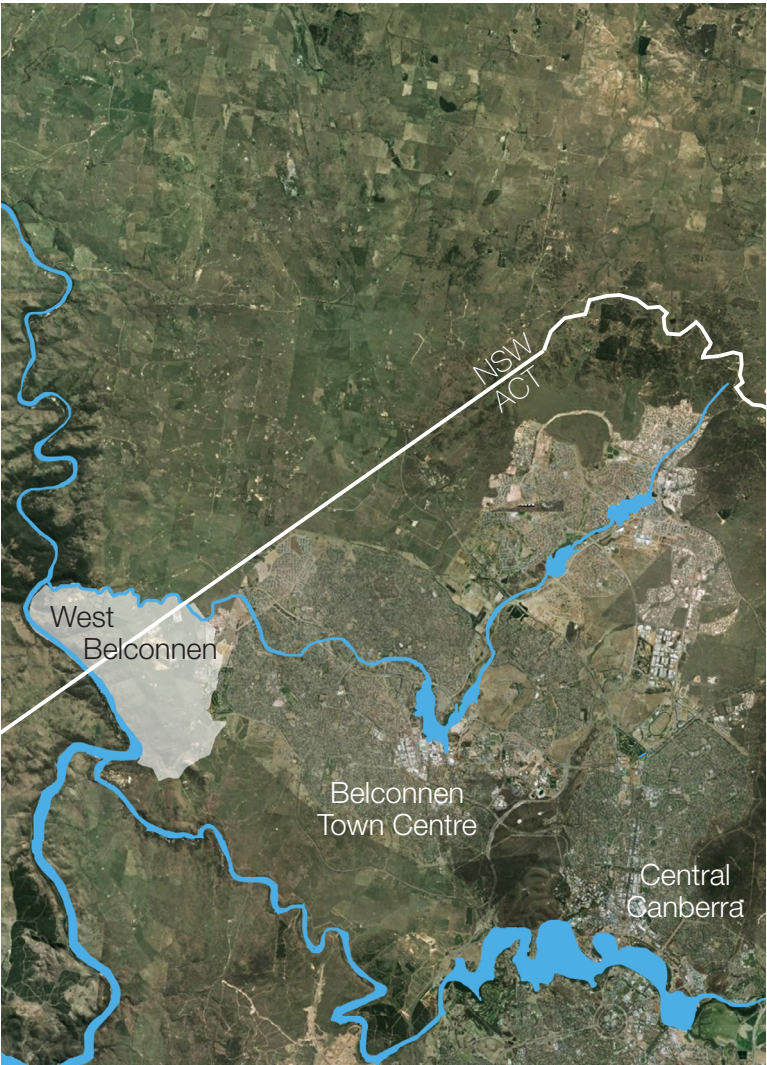 NSW
ACT
West
Belconnen
Belconnen
Town Centre
Central
Canberra